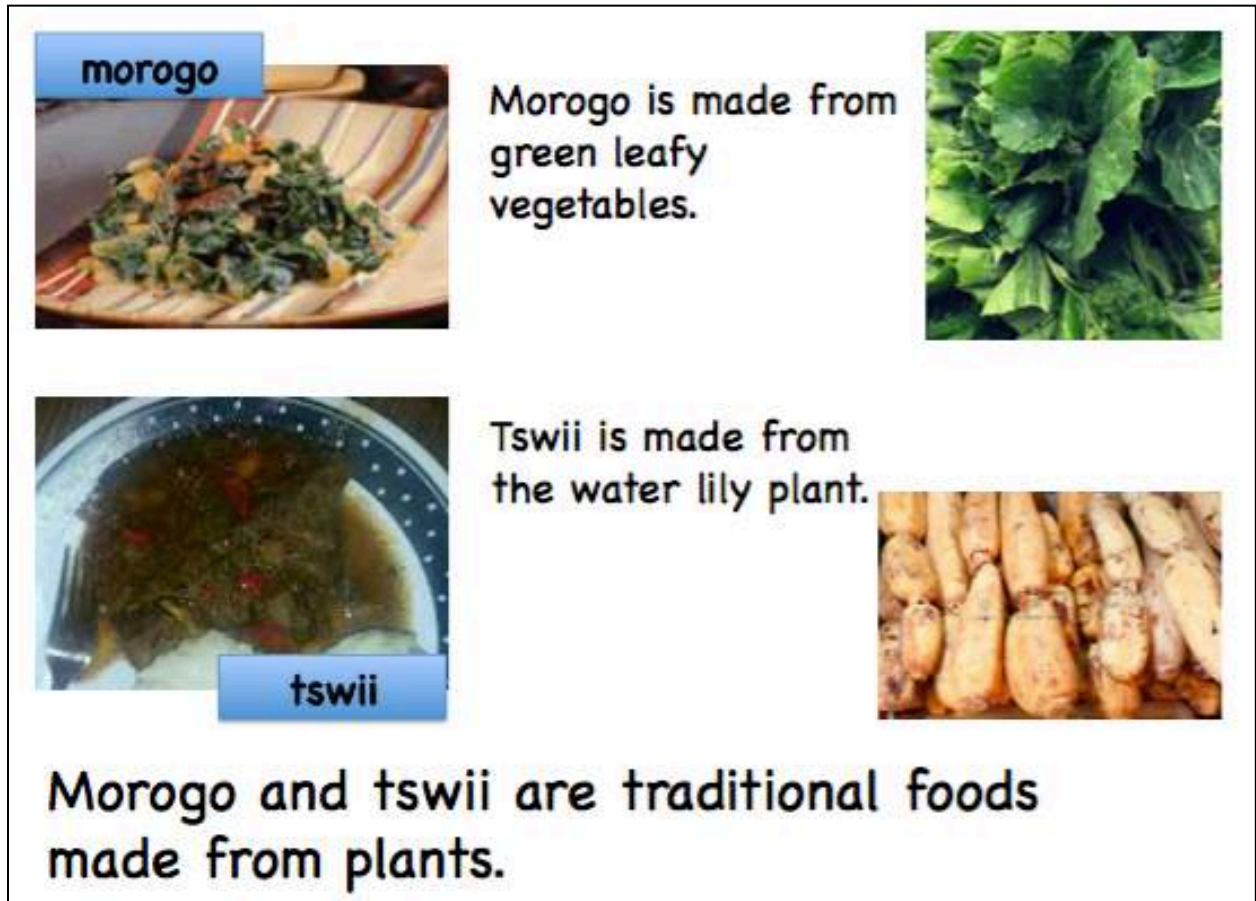 morogo
Morogo is made from
green leafy
vegetables.
Tswii is made from
the water lily plant.
tswii
Morogo and tswii are traditional foods
made from plants.